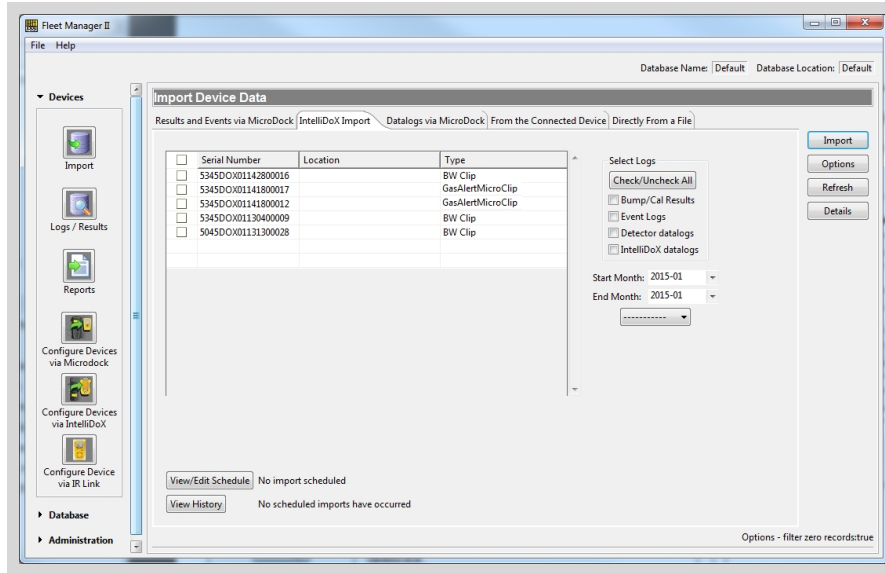 Fleet Manager II
File Help
Database Name: Default Database Location: Default
Devices
Import
Logs / Results
Reports
Configure Devices
via Microdock
Configure Devices
via IntelliDoX
Configure Device
via IR Link
Database
Administration
Import Device Data
Results and Events via MicroDock IntelliDoX Import Datalogs via MicroDock From the Connected Device Directly From a File
Serial Number Location Type
5345DOX01142800016 BW Clip
5345DOX01141800017 GasAlertMicroClip
5345DOX01141800012 GasAlertMicroClip
5345DOX01130400009 BW Clip
5045DOX01131300028 BW Clip
Select Logs
Check/Uncheck All
Bump/Cal Results
Event Logs
Detector datalogs
IntelliDoX datalogs
Start Month: 2015-01
End Month: 2015-01
-----------
Import
Options
Refresh
Details
View/Edit Schedule No import scheduled
View History No scheduled imports have occurred
Options - filter zero records:true